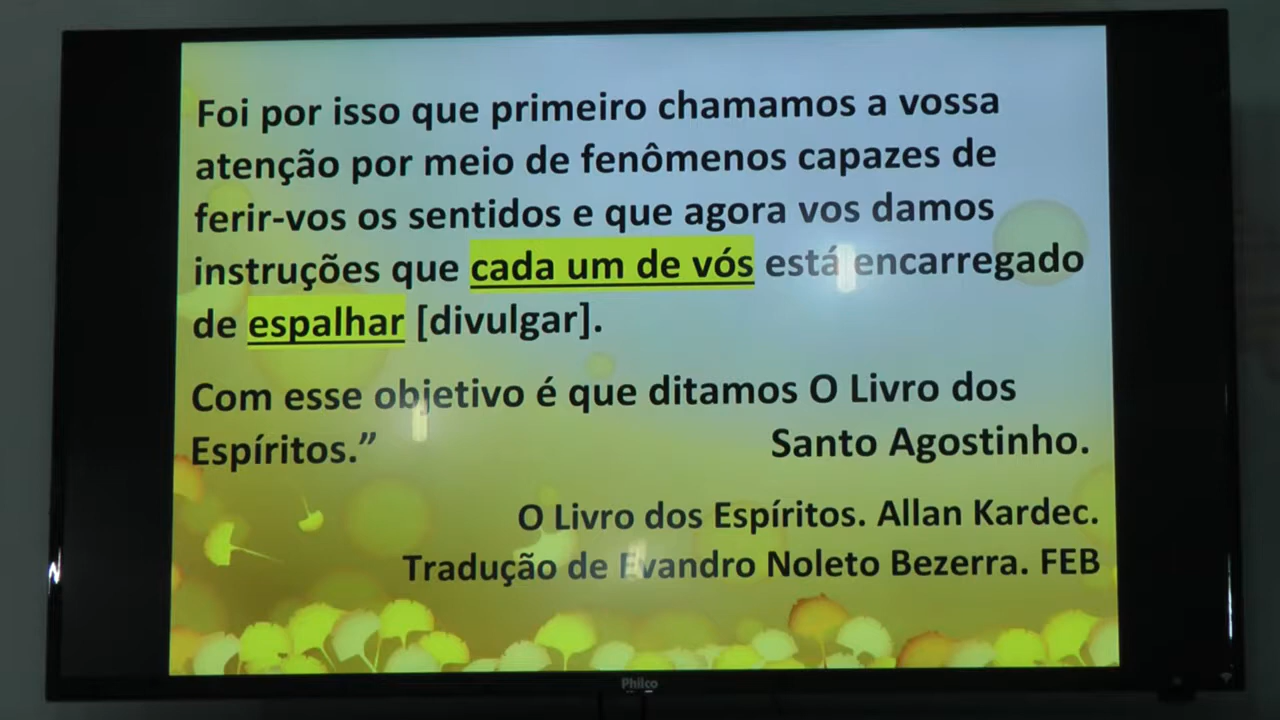 Foi por isso que primeiro chamamos a vossa
atenção por meio de fenômenos capazes de
ferir-vos os sentidos e que agora vos damos
instruções que cada um de vós está encarregado
de espalhar [divulgar].
Com esse objetivo é que ditamos O Livro dos
Espíritos.” Santo Agostinho.
O Livro dos Espíritos. Allan Kardec.
Tradução de Evandro Noleto Bezerra. FEB
Philco